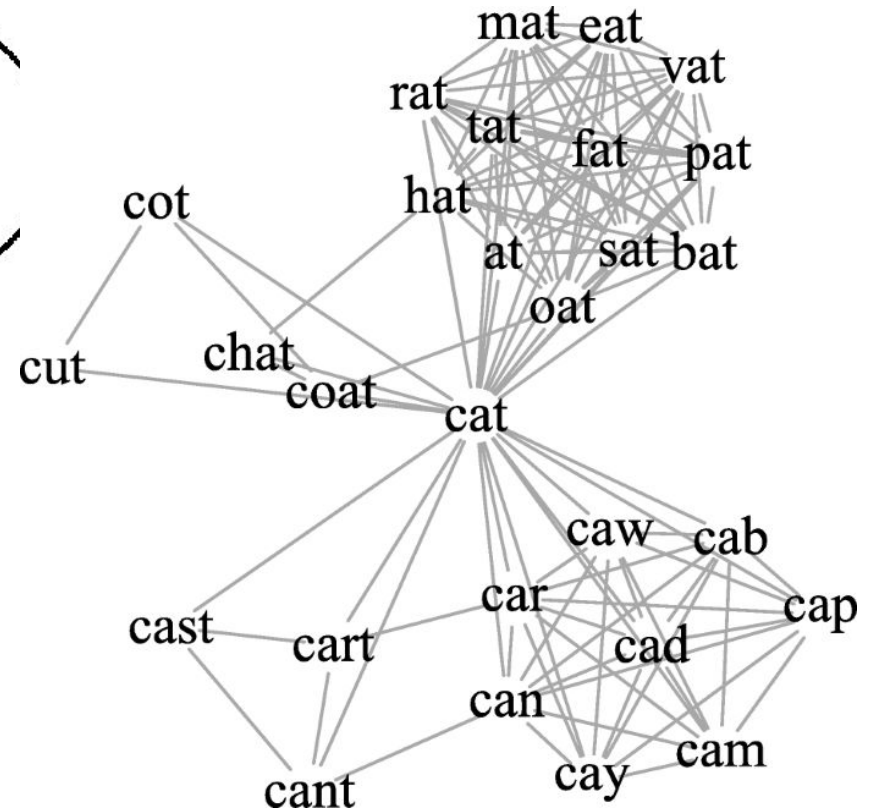 mat eat
vat
rat
tat
fat pat
hat
cot
at sat bat
oat
chat
cut
coat
cat
caw cab
car
cap
cast
cart cad
can
cam
cay
cant